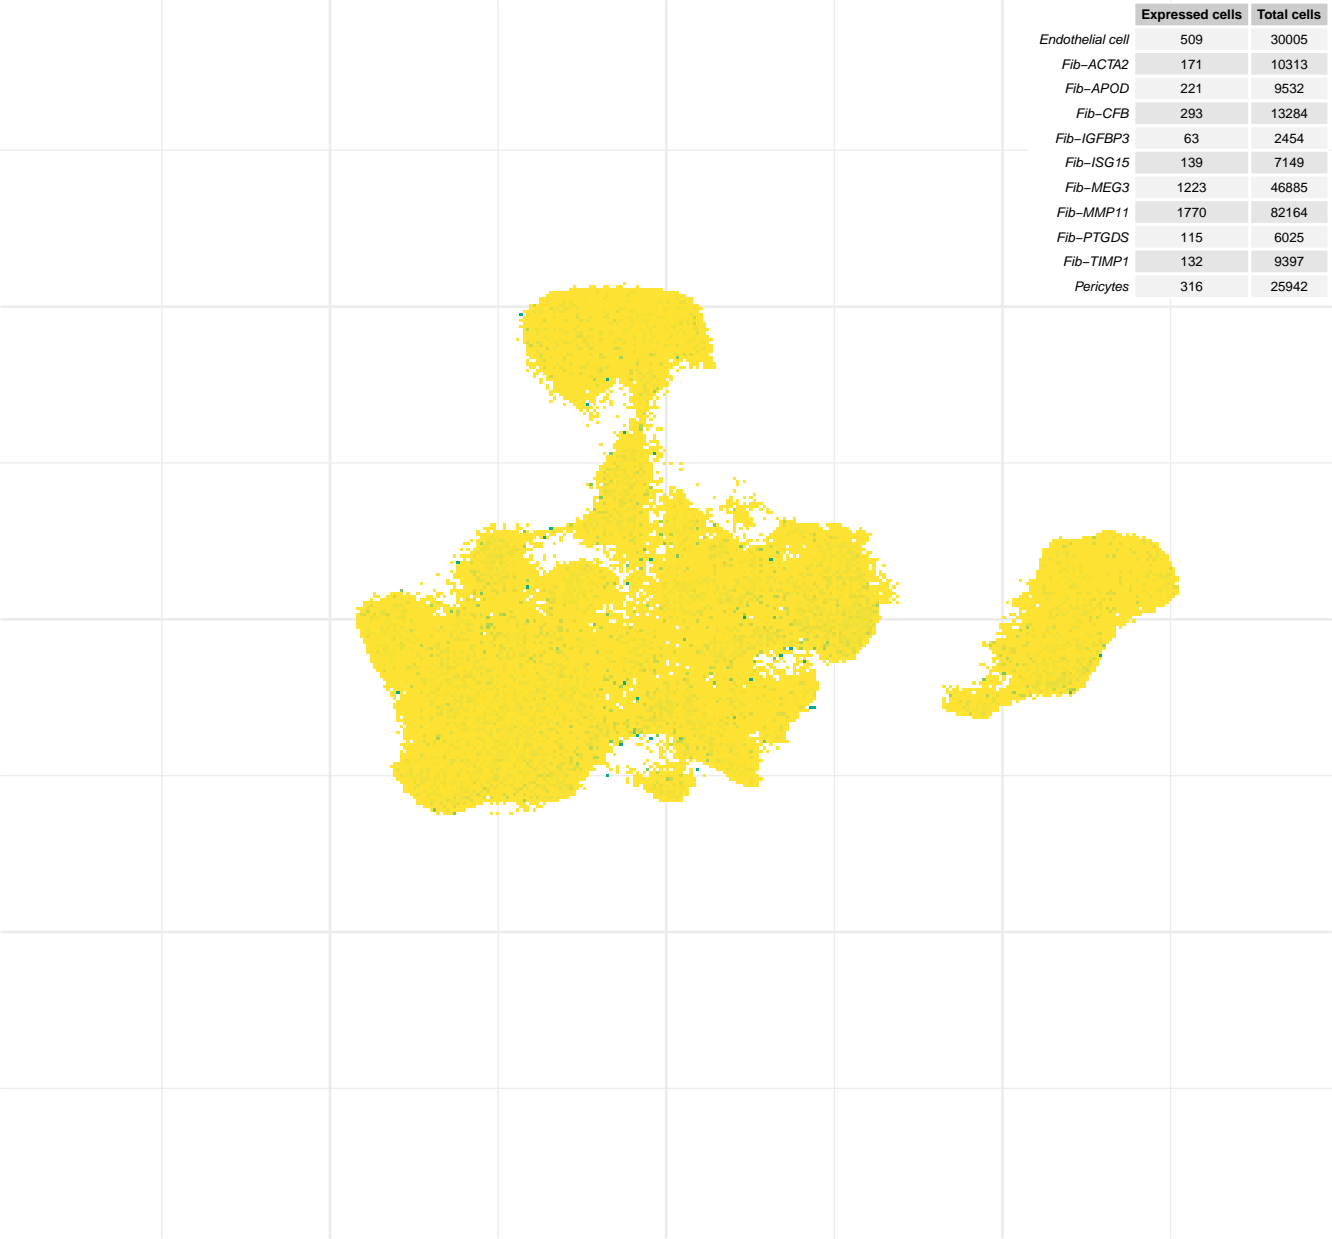 Expressed cells Total cells
Endothelial cell 509 30005
Fib−ACTA2 171 10313
Fib−APOD 221 9532
Fib−CFB 293 13284
Fib−IGFBP3 63 2454
Fib−ISG15 139 7149
Fib−MEG3 1223 46885
Fib−MMP11 1770 82164
Fib−PTGDS 115 6025
Fib−TIMP1 132 9397
Pericytes 316 25942